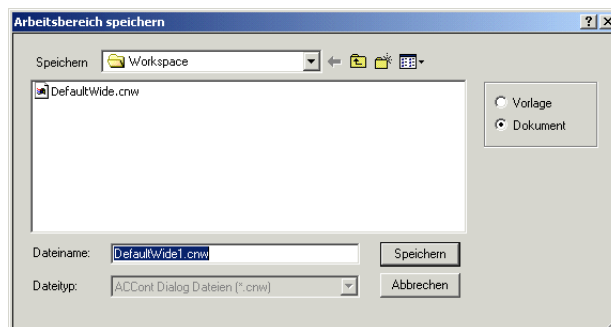 Arbeitsbereich speichern
Speichern Workspace
DefaultWide.cnw
Vorlage
Dokument
Dateiname: DefaultWide1.cnw Speichern
Dateityp: ACCont Dialog Dateien (*.cnw) Abbrechen